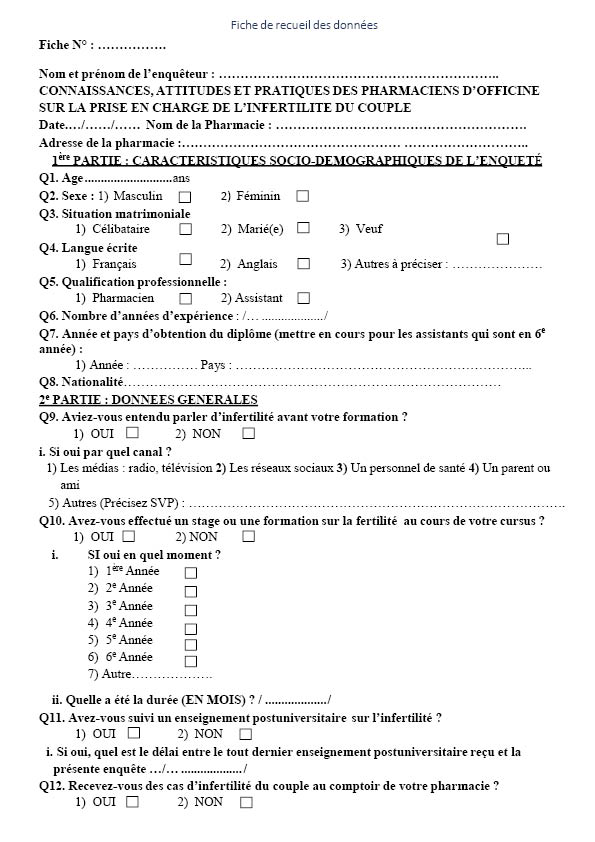 Fiche de recueil des données
Fiche N° : …………….
Nom et prénom de l’enquêteur : …………………………………………………………..
CONNAISSANCES, ATTITUDES ET PRATIQUES DES PHARMACIENS D’OFFICINE
SUR LA PRISE EN CHARGE DE L’INFERTILITE DU COUPLE
Date…./……/…… Nom de la Pharmacie : …………………………………………………….
Adresse de la pharmacie :……………………………………………… ………………………..
1ère PARTIE : CARACTERISTIQUES SOCIO-DEMOGRAPHIQUES DE L’ENQUETÉ
Q1. Age...........................ans
Q2. Sexe : 1) Masculin ☐ 2) Féminin ☐
Q3. Situation matrimoniale
1) Célibataire ☐ 2) Marié(e) ☐ 3) Veuf ☐
Q4. Langue écrite
1) Français ☐ 2) Anglais ☐ 3) Autres à préciser : …………………
Q5. Qualification professionnelle :
1) Pharmacien ☐ 2) Assistant ☐
Q6. Nombre d’années d’expérience : /… .................../
Q7. Année et pays d’obtention du diplôme (mettre en cours pour les assistants qui sont en 6e
année) :
1) Année : …………… Pays : ……………………………………………………………...
Q8. Nationalité………………………………………………………………………………
2e PARTIE : DONNEES GENERALES
Q9. Aviez-vous entendu parler d’infertilité avant votre formation ?
1) OUI ☐ 2) NON ☐
i. Si oui par quel canal ?
1) Les médias : radio, télévision 2) Les réseaux sociaux 3) Un personnel de santé 4) Un parent ou
ami
5) Autres (Précisez SVP) : ……………………………………………………………………………….
Q10. Avez-vous effectué un stage ou une formation sur la fertilité au cours de votre cursus ?
1) OUI ☐ 2) NON ☐
i. SI oui en quel moment ?
1) 1ère Année ☐
2) 2e Année ☐
3) 3e Année ☐
4) 4e Année ☐
5) 5e Année ☐
6) 6e Année ☐
7) Autre……………….
ii. Quelle a été la durée (EN MOIS) ? / .................../
Q11. Avez-vous suivi un enseignement postuniversitaire sur l’infertilité ?
1) OUI ☐ 2) NON ☐
i. Si oui, quel est le délai entre le tout dernier enseignement postuniversitaire reçu et la
présente enquête …/… .................../
Q12. Recevez-vous des cas d’infertilité du couple au comptoir de votre pharmacie ?
1) OUI ☐ 2) NON ☐